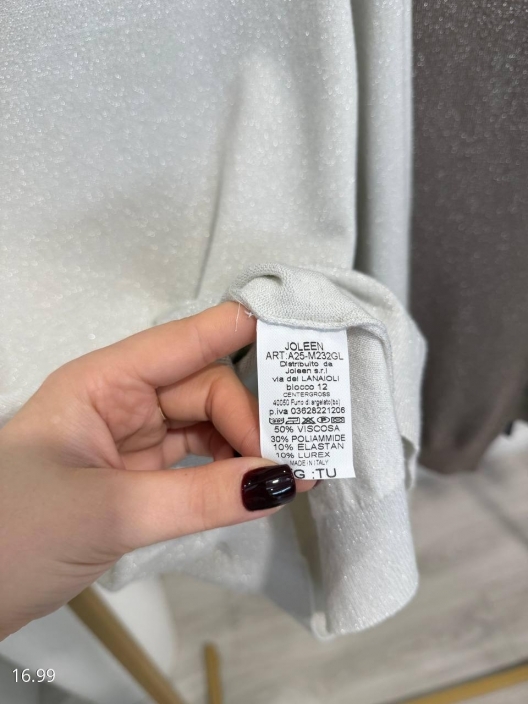 JOLEEN
ART:A25-M232GL
Distribuito da
Joleen s.r.l
via dei LANAIOLI
blocco 12
CENTERGROSS
40050 Funo di argelato(bo)
p.iva 03628221206
50% VISCOSA
30% POLIAMMIDE
10% ELASTAN
10% LUREX
MADE IN ITALY
G :TU
16.99